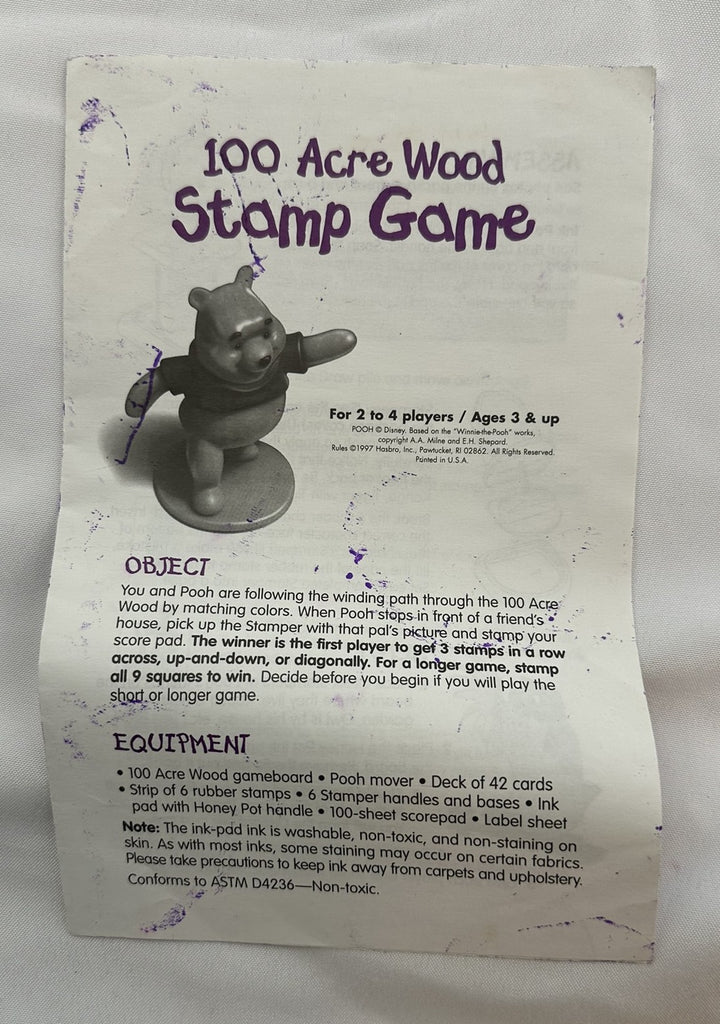 100 Acre Wood
Stamp Game
For 2 to 4 players / Ages 3 & up
POOH © Disney. Based on the "Winnie-the-Pooh" works,
copyright A.A. Milne and E.H. Shepard.
Rules ©1997 Hasbro, Inc., Pawtucket, RI 02862. All Rights Reserved.
Printed in U.S.A.
OBJECT
You and Pooh are following the winding path through the 100 Acre
Wood by matching colors. When Pooh stops in front of a friend's
house, pick up the Stamper with that pal's picture and stamp your
score pad. The winner is the first player to get 3 stamps in a row
across, up-and-down, or diagonally. For a longer game, stamp
all 9 squares to win. Decide before you begin if you will play the
short or longer game.
EQUIPMENT
• 100 Acre Wood gameboard • Pooh mover • Deck of 42 cards
• Strip of 6 rubber stamps • 6 Stamper handles and bases • Ink
pad with Honey Pot handle • 100-sheet scorepad • Label sheet
Note: The ink-pad ink is washable, non-toxic, and non-staining on
skin. As with most inks, some staining may occur on certain fabrics.
Please take precautions to keep ink away from carpets and upholstery.
Conforms to ASTM D4236—Non-toxic.